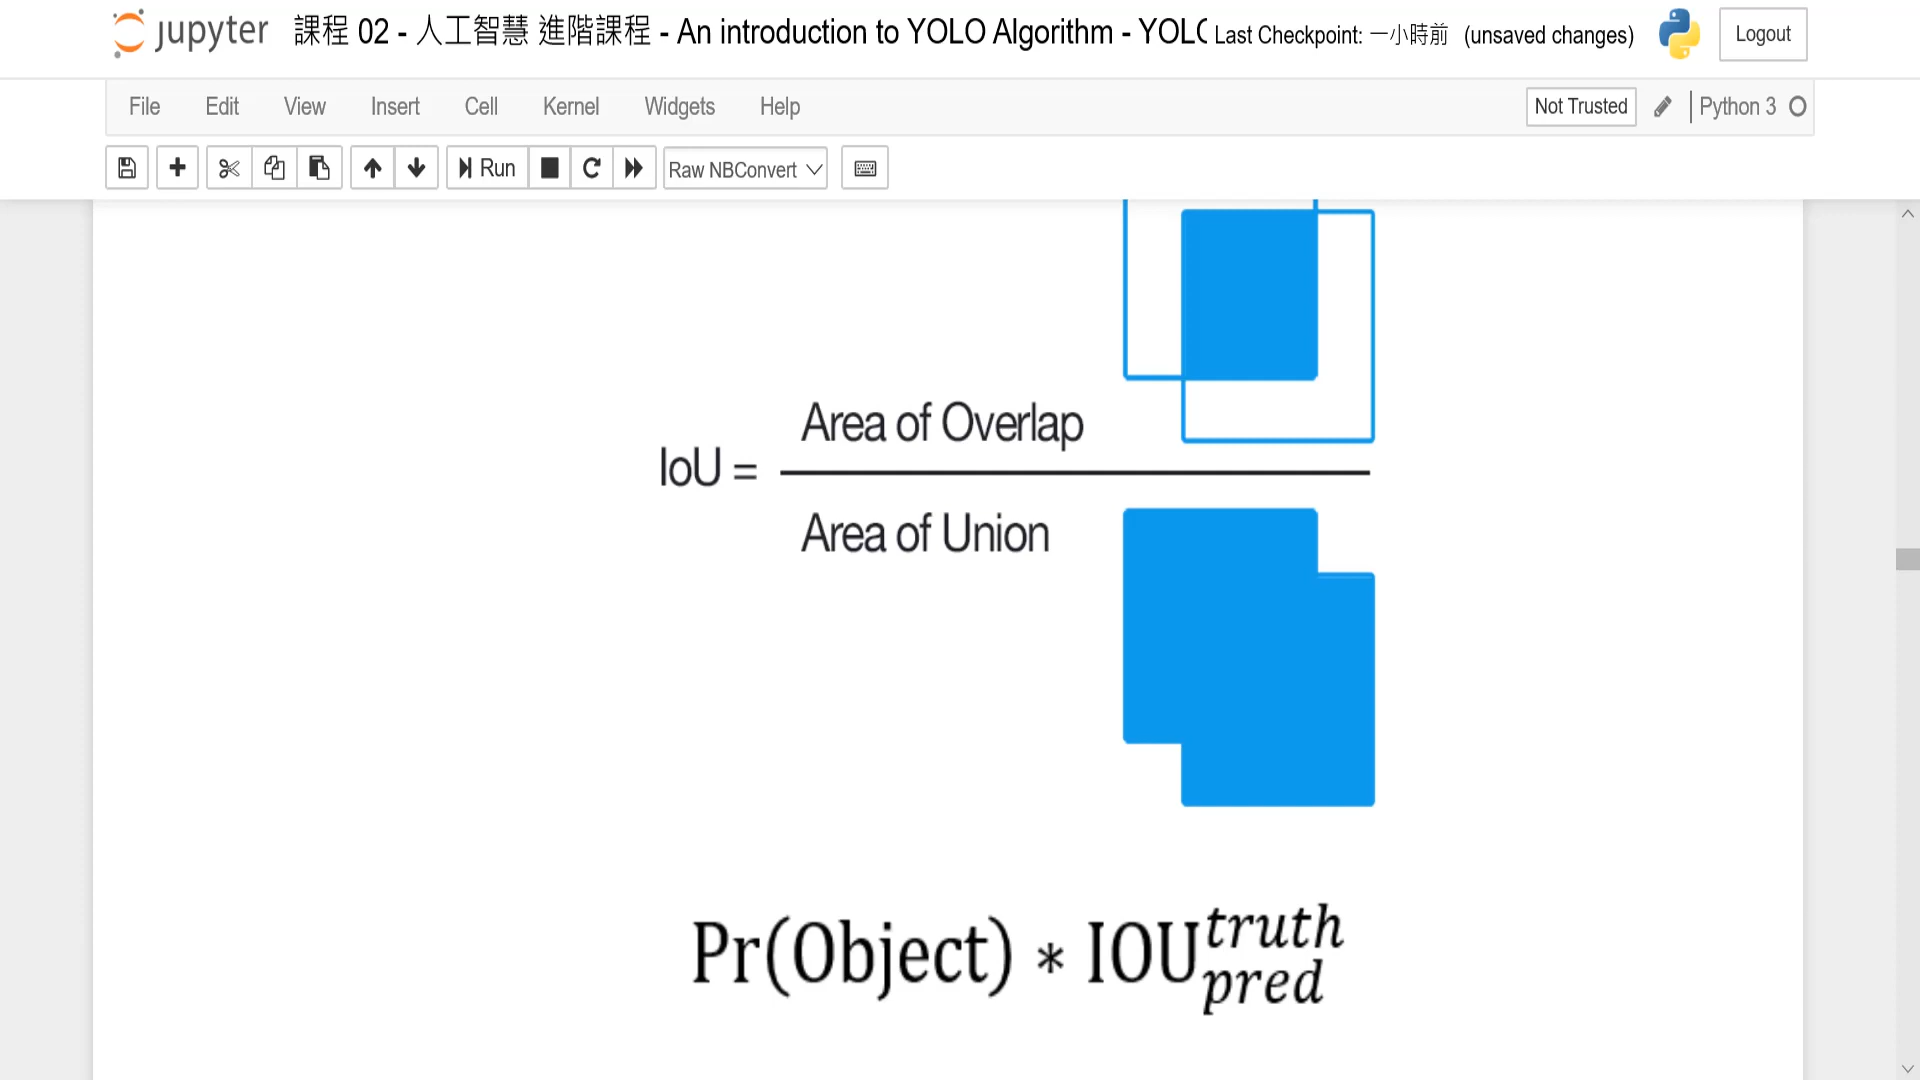 jupyter 課程 02 - 人工智慧 進階課程 - An introduction to YOLO Algorithm - YOLO Last Checkpoint: 一小時前 (unsaved changes) Logout
File Edit View Insert Cell Kernel Widgets Help Not Trusted Python 3
Run Raw NBConvert
Area of Overlap
IoU =
Area of Union
Pr(Object) * IOU truth pred